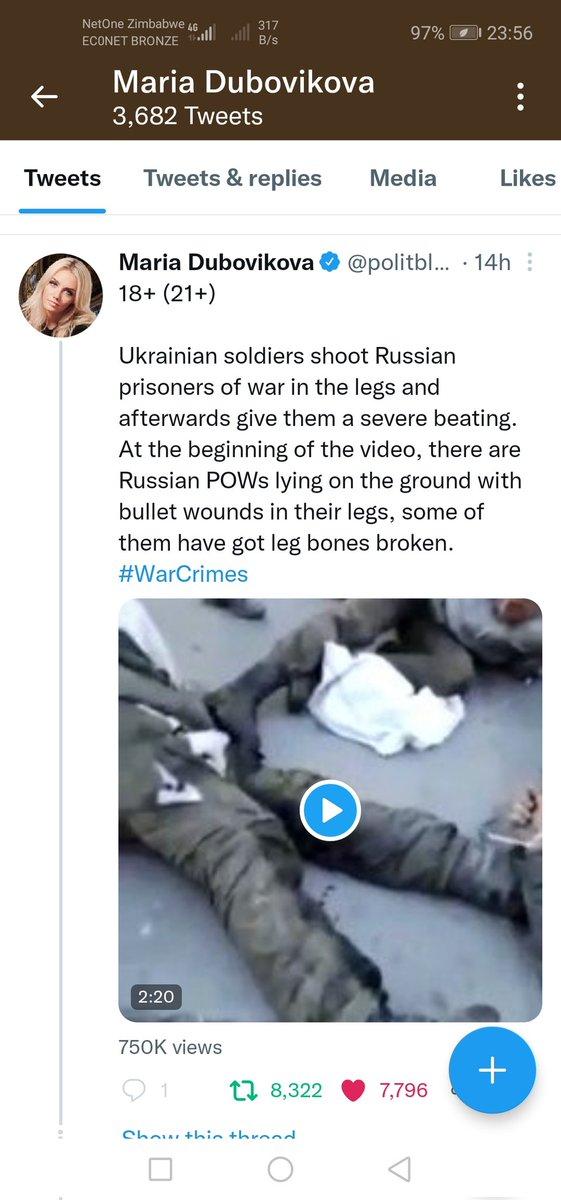 NetOne Zimbabwe 4G 317
ECONET BRONZE B/s 97% 23:56
Maria Dubovikova
3,682 Tweets
Tweets Tweets & replies Media Likes
Maria Dubovikova @politbl... · 14h
18+ (21+)
Ukrainian soldiers shoot Russian
prisoners of war in the legs and
afterwards give them a severe beating.
At the beginning of the video, there are
Russian POWs lying on the ground with
bullet wounds in their legs, some of
them have got leg bones broken.
#WarCrimes
2:20
750K views
1 8,322 7,796
Show this thread